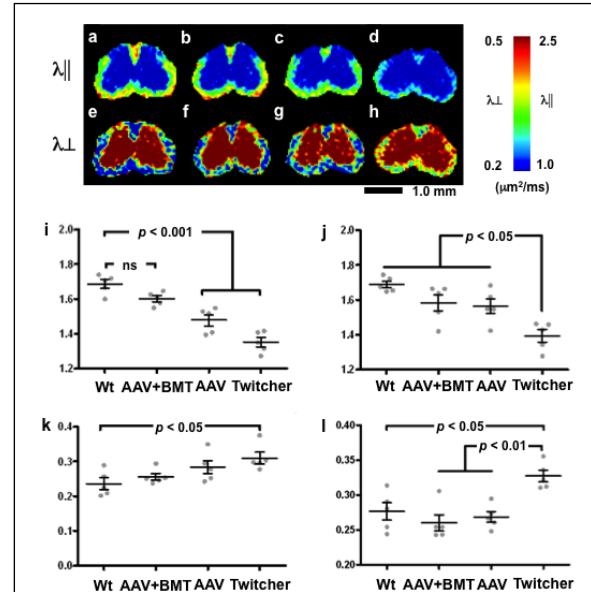 a b c d
0.5 2.5
λ||
λ⊥ λ||
e f g h
λ⊥
0.2 1.0
1.0 mm (μm²/ms)
i
2.0
p < 0.001
1.8
ns
1.6
1.4
1.2
Wt AAV+BMT AAV Twitcher
j
2.0
p < 0.05
1.8
1.6
1.4
1.2
Wt AAV+BMT AAV Twitcher
k
0.4
p < 0.05
0.3
0.2
0.1
0.0
Wt AAV+BMT AAV Twitcher
l
0.40
p < 0.05
p < 0.01
0.35
0.30
0.25
0.20
Wt AAV+BMT AAV Twitcher